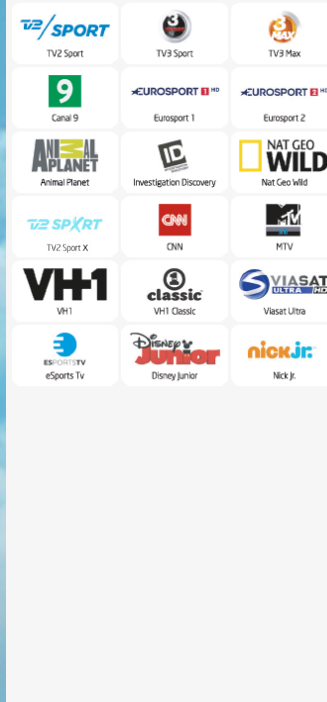 TV2/SPORT
3 SPORT
3 MAX
TV2 Sport
TV3 Sport
TV3 Max
9
EUROSPORT 1 HD
EUROSPORT 2 HD
Canal 9
Eurosport 1
Eurosport 2
ANIMAL PLANET
ID
NAT GEO WILD
Animal Planet
Investigation Discovery
Nat Geo Wild
TV2 SPXRT
CNN
MTV
TV2 Sport X
CNN
MTV
VH1
1 classic
VIASAT ULTRA HD
VH1
VH1 Classic
Viasat Ultra
ESPORTSTV
Disney Junior
nick jr.
eSports Tv
Disney Junior
Nick Jr.